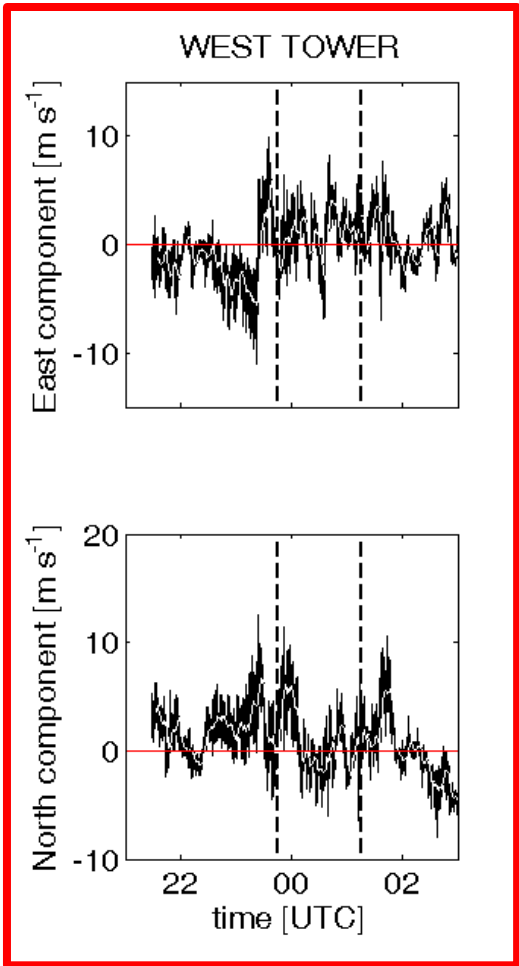 WEST TOWER
East component [m s-1]
10
0
-10
North component [m s-1]
20
10
0
-10
22 00 02
time [UTC]